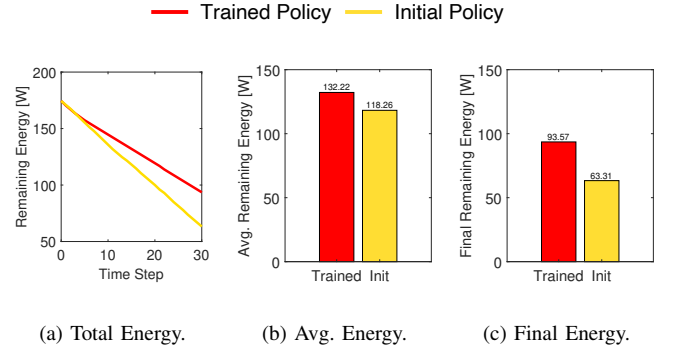 Trained Policy Initial Policy
Remaining Energy [W]
200
150
100
50
0 10 20 30
Time Step
Avg. Remaining Energy [W]
150
100
50
0
132.22
118.26
Trained Init
Final Remaining Energy [W]
150
100
50
0
93.57
63.31
Trained Init
(a) Total Energy. (b) Avg. Energy. (c) Final Energy.